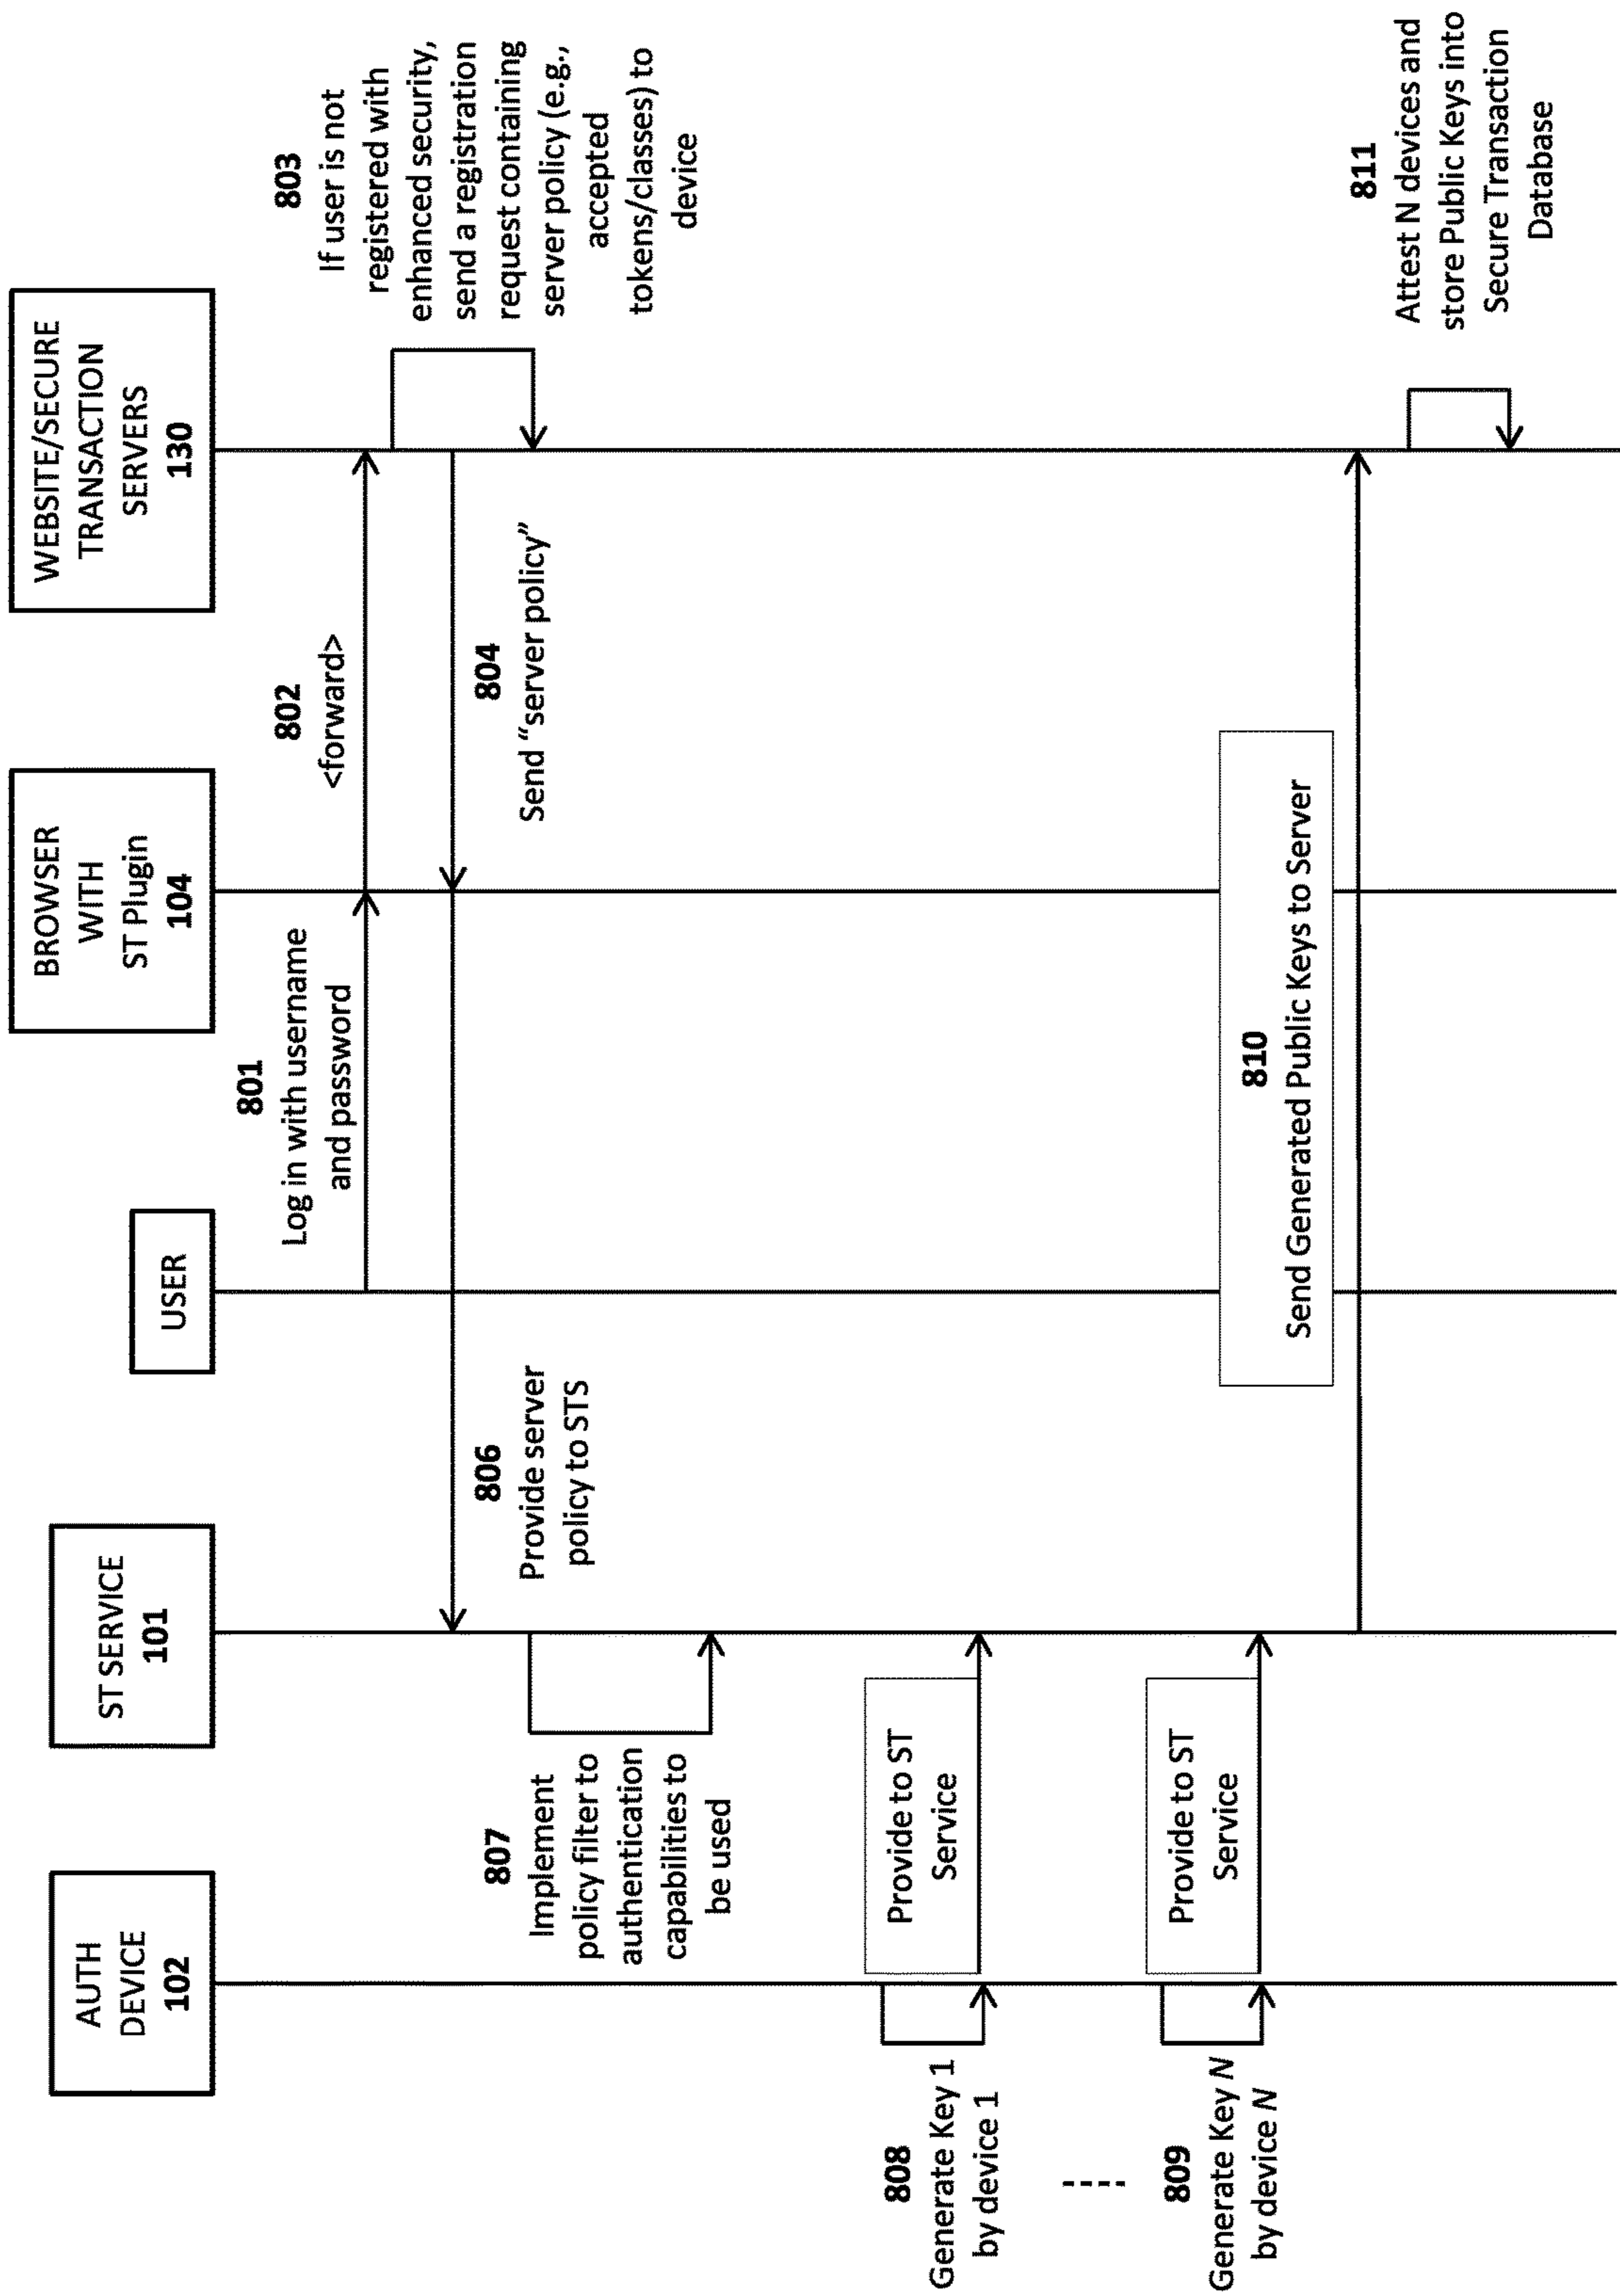 AUTH
DEVICE
102
ST SERVICE
101
USER
BROWSER
WITH
ST Plugin
104
WEBSITE/SECURE
TRANSACTION
SERVERS
130
801
Log in with username
and password
802
<forward>
803
If user is not
registered with
enhanced security,
send a registration
request containing
server policy (e.g.,
accepted
tokens/classes) to
device
804
Send “server policy”
806
Provide server
policy to STS
807
Implement
policy filter to
authentication
capabilities to
be used
808
Generate Key 1
by device 1
Provide to ST
Service
809
Generate Key N
by device N
Provide to ST
Service
810
Send Generated Public Keys to Server
811
Attest N devices and
store Public Keys into
Secure Transaction
Database